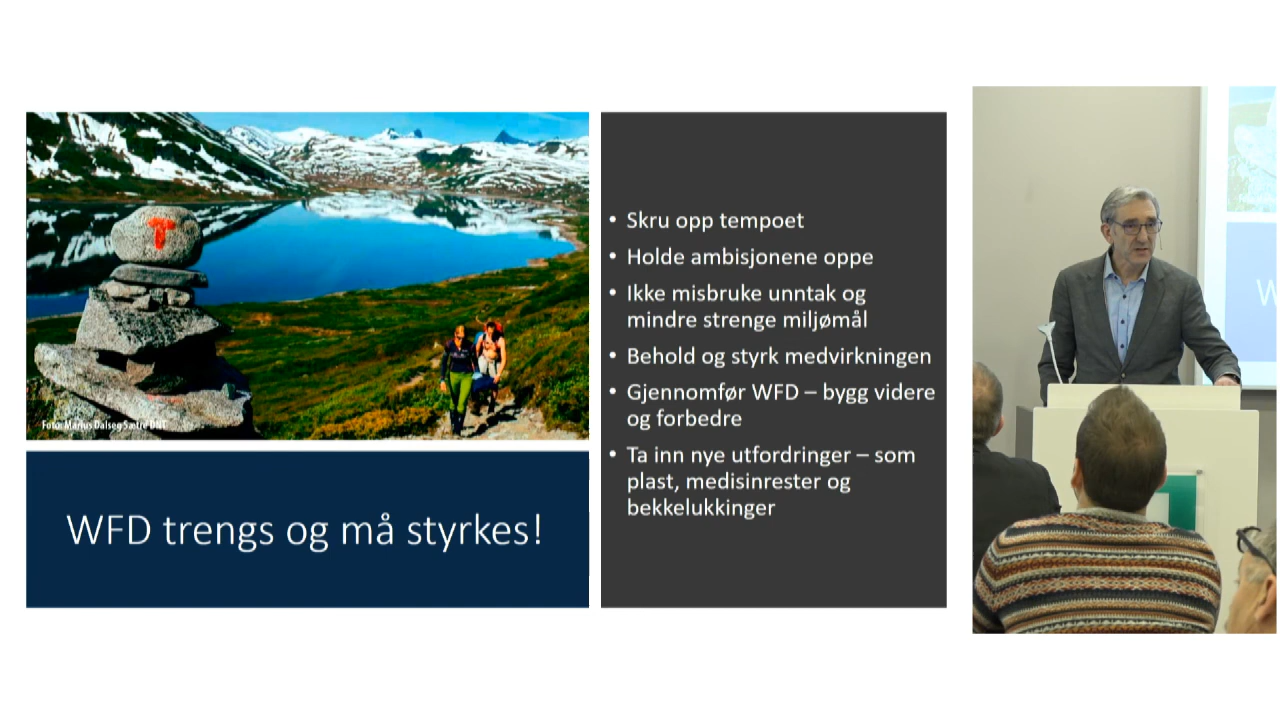 T
Foto: Marius Dalseg Sætre DNT
WFD trengs og må styrkes!
• Skru opp tempoet
• Holde ambisjonene oppe
• Ikke misbruke unntak og
mindre strenge miljømål
• Behold og styrk medvirkningen
• Gjennomfør WFD – bygg videre
og forbedre
• Ta inn nye utfordringer – som
plast, medisinrester og
bekkelukkinger
W